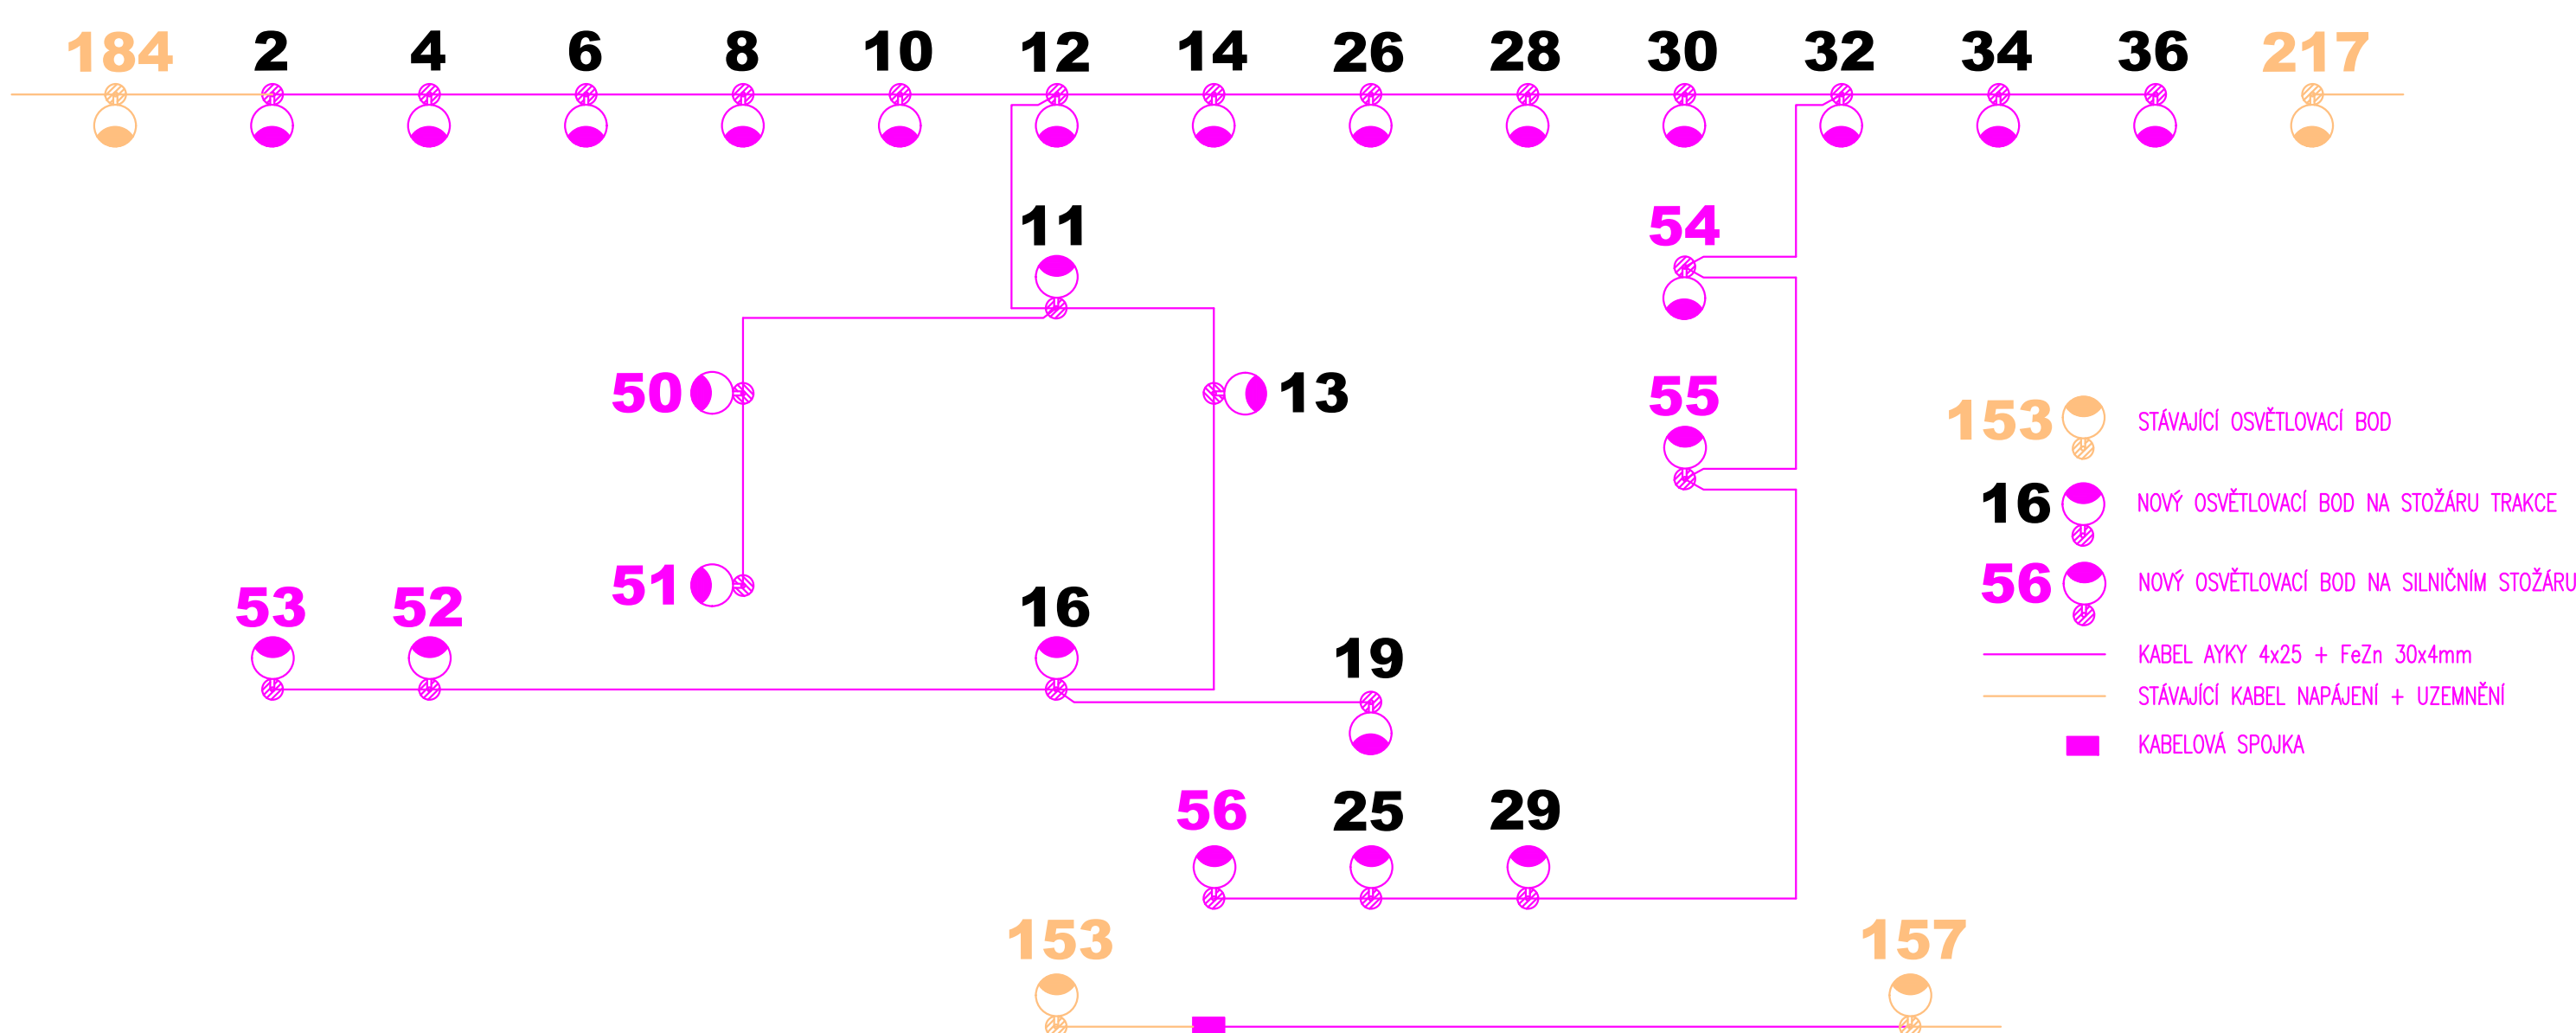 184 2 4 6 8 10 12 14 26 28 30 32 34 36 217
11 54
50 13 55
153 STÁVAJÍCÍ OSVĚTLOVACÍ BOD
16 NOVÝ OSVĚTLOVACÍ BOD NA STOŽÁRU TRAKCE
56 NOVÝ OSVĚTLOVACÍ BOD NA SILNIČNÍM STOŽÁRU
KABEL AYKY 4x25 + FeZn 30x4mm
STÁVAJÍCÍ KABEL NAPÁJENÍ + UZEMNĚNÍ
KABELOVÁ SPOJKA
51
53 52 16
19
56 25 29
153 157